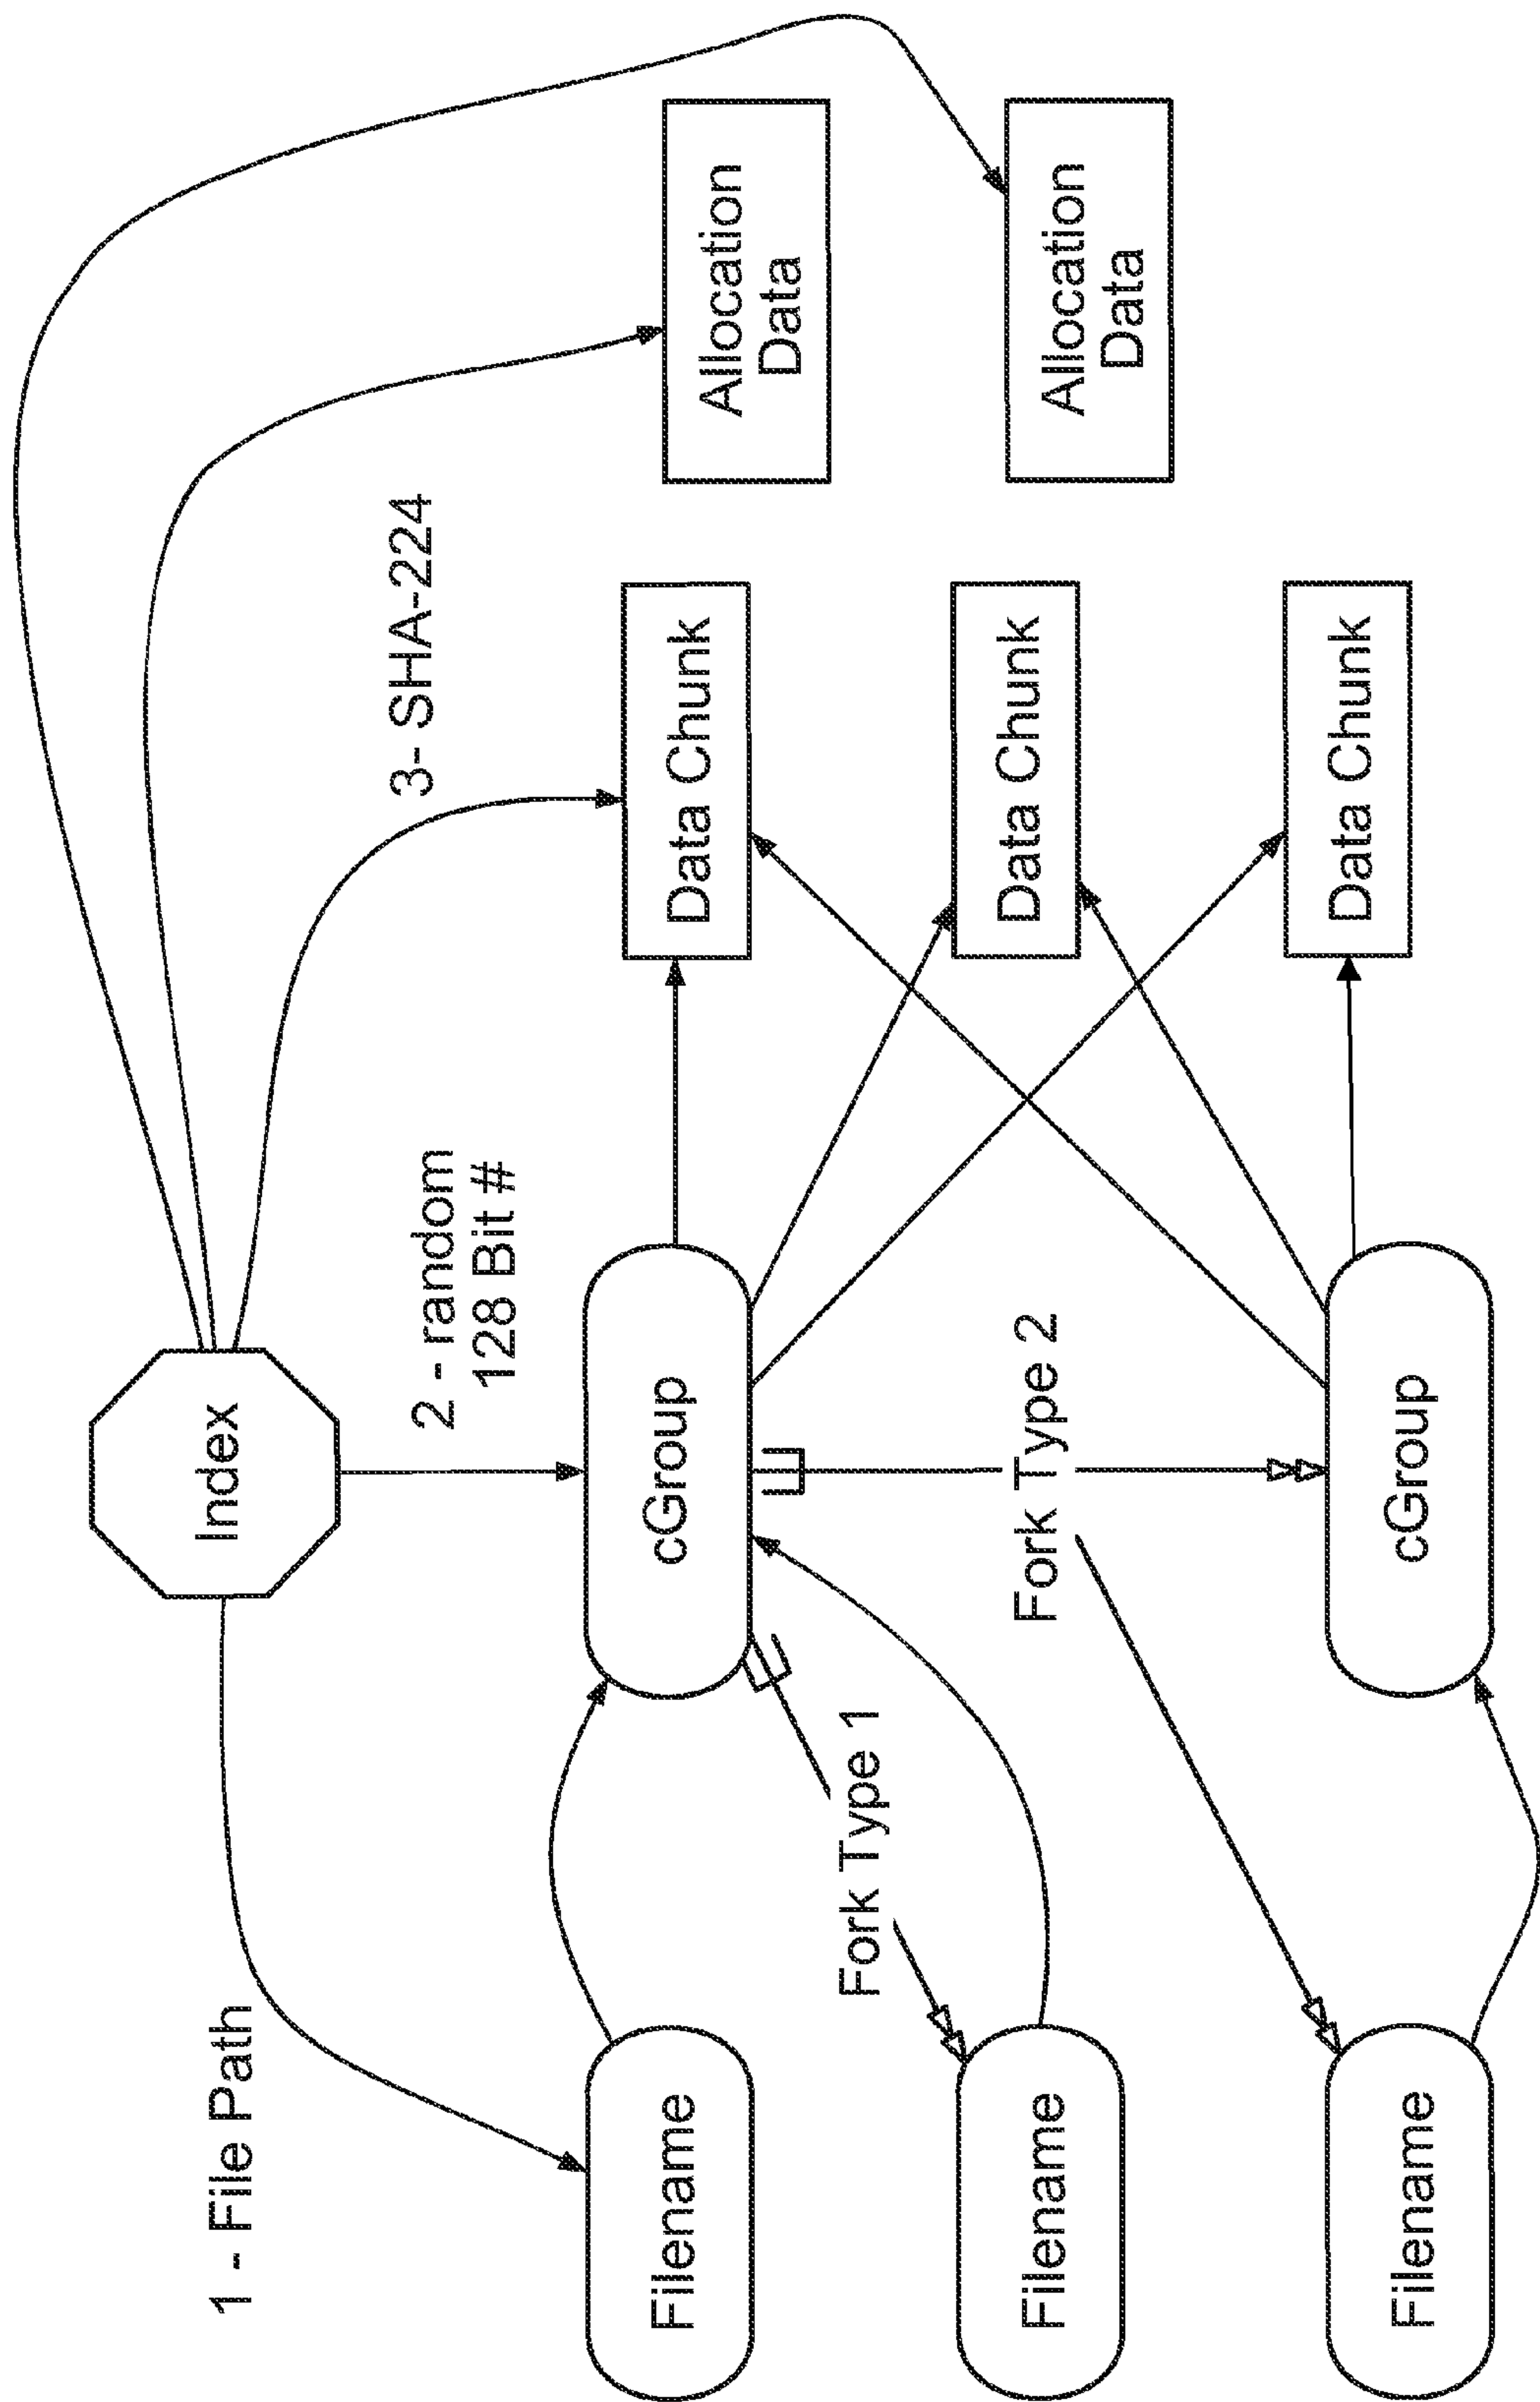 Index
1 - File Path
2 - random
128 Bit #
3- SHA-224
Filename
cGroup
Data Chunk
Allocation
Data
Fork Type 1
Filename
Fork Type 2
Data Chunk
Allocation
Data
Filename
cGroup
Data Chunk